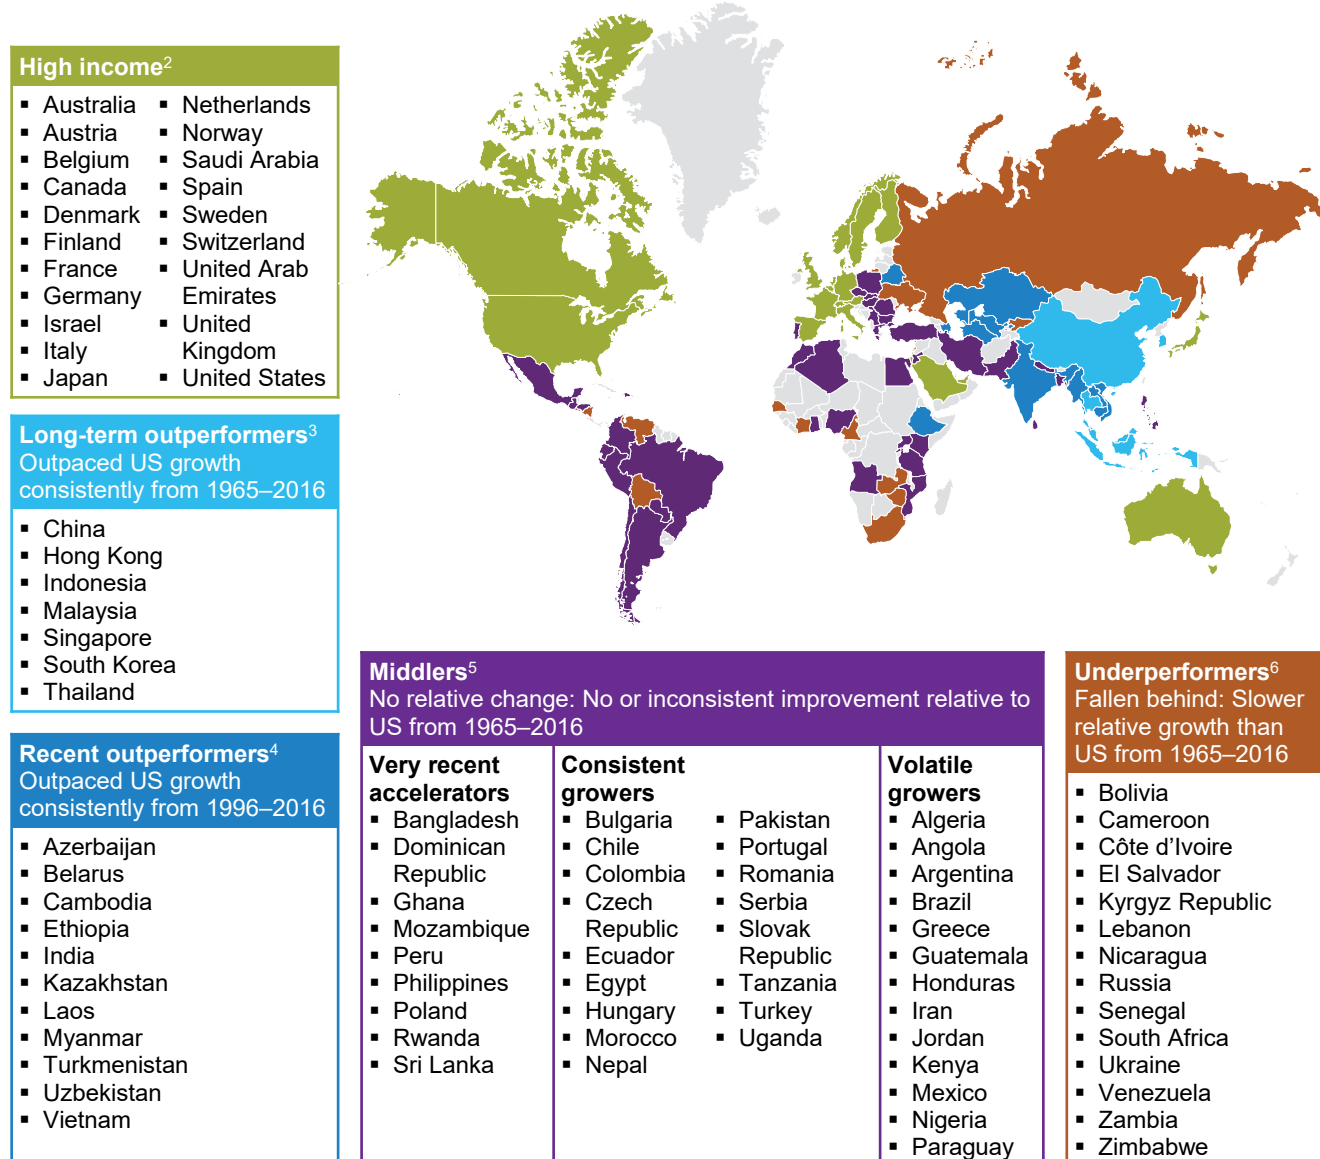 High income2
Australia
Austria
Belgium
Canada
Denmark
Finland
France
Germany
Israel
Italy
Japan
Netherlands
Norway
Saudi Arabia
Spain
Sweden
Switzerland
United Arab
Emirates
United
Kingdom
United States
Long-term outperformers3
Outpaced US growth
consistently from 1965–2016
China
Hong Kong
Indonesia
Malaysia
Singapore
South Korea
Thailand
Recent outperformers4
Outpaced US growth
consistently from 1996–2016
Azerbaijan
Belarus
Cambodia
Ethiopia
India
Kazakhstan
Laos
Myanmar
Turkmenistan
Uzbekistan
Vietnam
Middlers5
No relative change: No or inconsistent improvement relative to
US from 1965–2016
Very recent
accelerators
Bangladesh
Dominican
Republic
Ghana
Mozambique
Peru
Philippines
Poland
Rwanda
Sri Lanka
Consistent
growers
Bulgaria
Chile
Colombia
Czech
Republic
Ecuador
Egypt
Hungary
Morocco
Nepal
Pakistan
Portugal
Romania
Serbia
Slovak
Republic
Tanzania
Turkey
Uganda
Volatile
growers
Algeria
Angola
Argentina
Brazil
Greece
Guatemala
Honduras
Iran
Jordan
Kenya
Mexico
Nigeria
Paraguay
Underperformers6
Fallen behind: Slower
relative growth than
US from 1965–2016
Bolivia
Cameroon
Côte d’Ivoire
El Salvador
Kyrgyz Republic
Lebanon
Nicaragua
Russia
Senegal
South Africa
Ukraine
Venezuela
Zambia
Zimbabwe